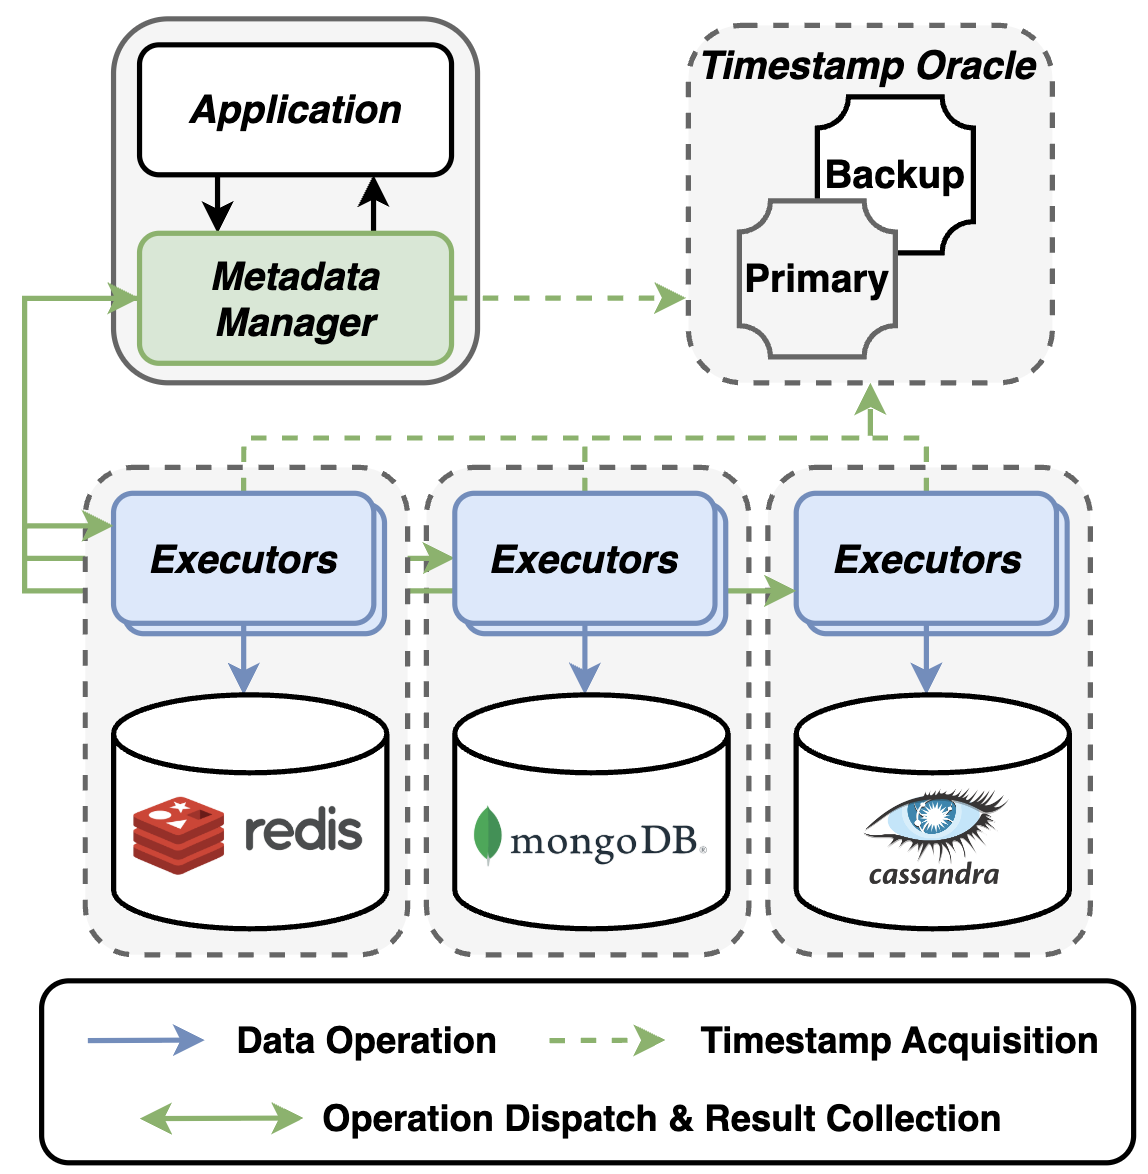 Application
Metadata
Manager
Timestamp Oracle
Backup
Primary
Executors
Executors
Executors
redis
mongoDB®
cassandra
Data Operation
Timestamp Acquisition
Operation Dispatch & Result Collection